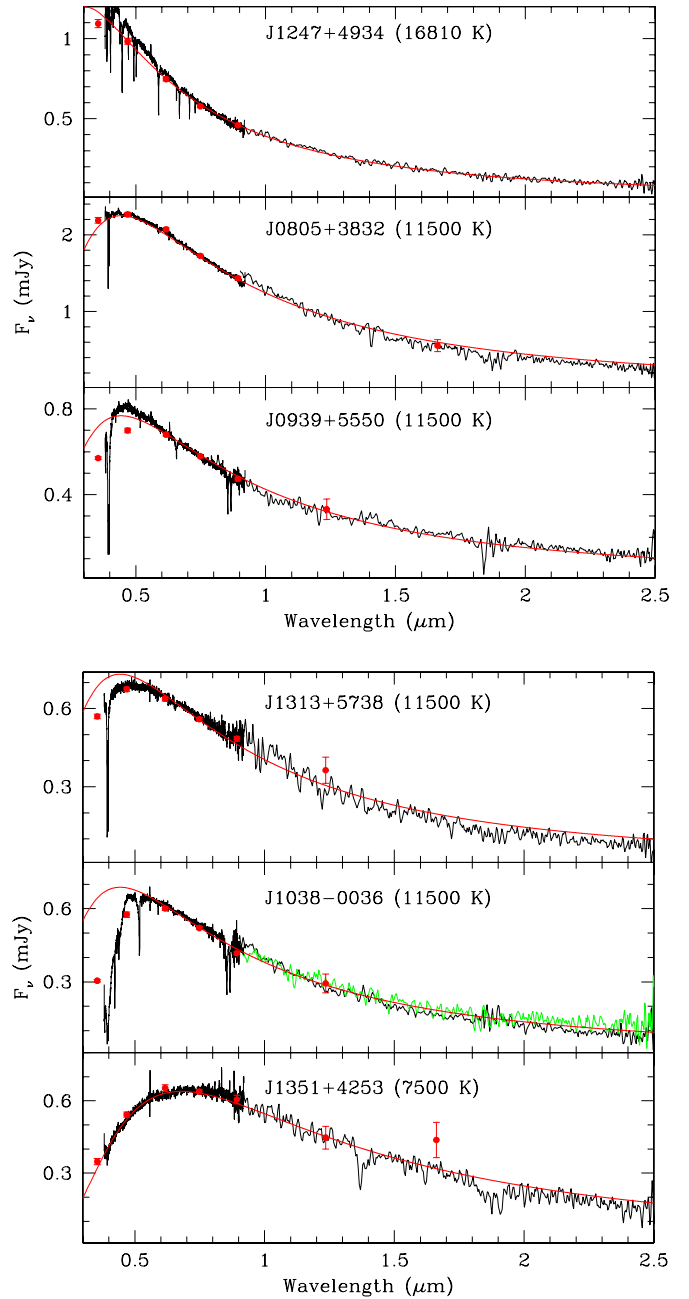 J1247+4934 (16810 K)
1
0.5
J0805+3832 (11500 K)
2
1
F_ν (mJy)
J0939+5550 (11500 K)
0.8
0.4
0.5 1 1.5 2 2.5
Wavelength (μm)
J1313+5738 (11500 K)
0.6
0.3
J1038−0036 (11500 K)
0.6
0.3
F_ν (mJy)
J1351+4253 (7500 K)
0.6
0.3
0.5 1 1.5 2 2.5
Wavelength (μm)